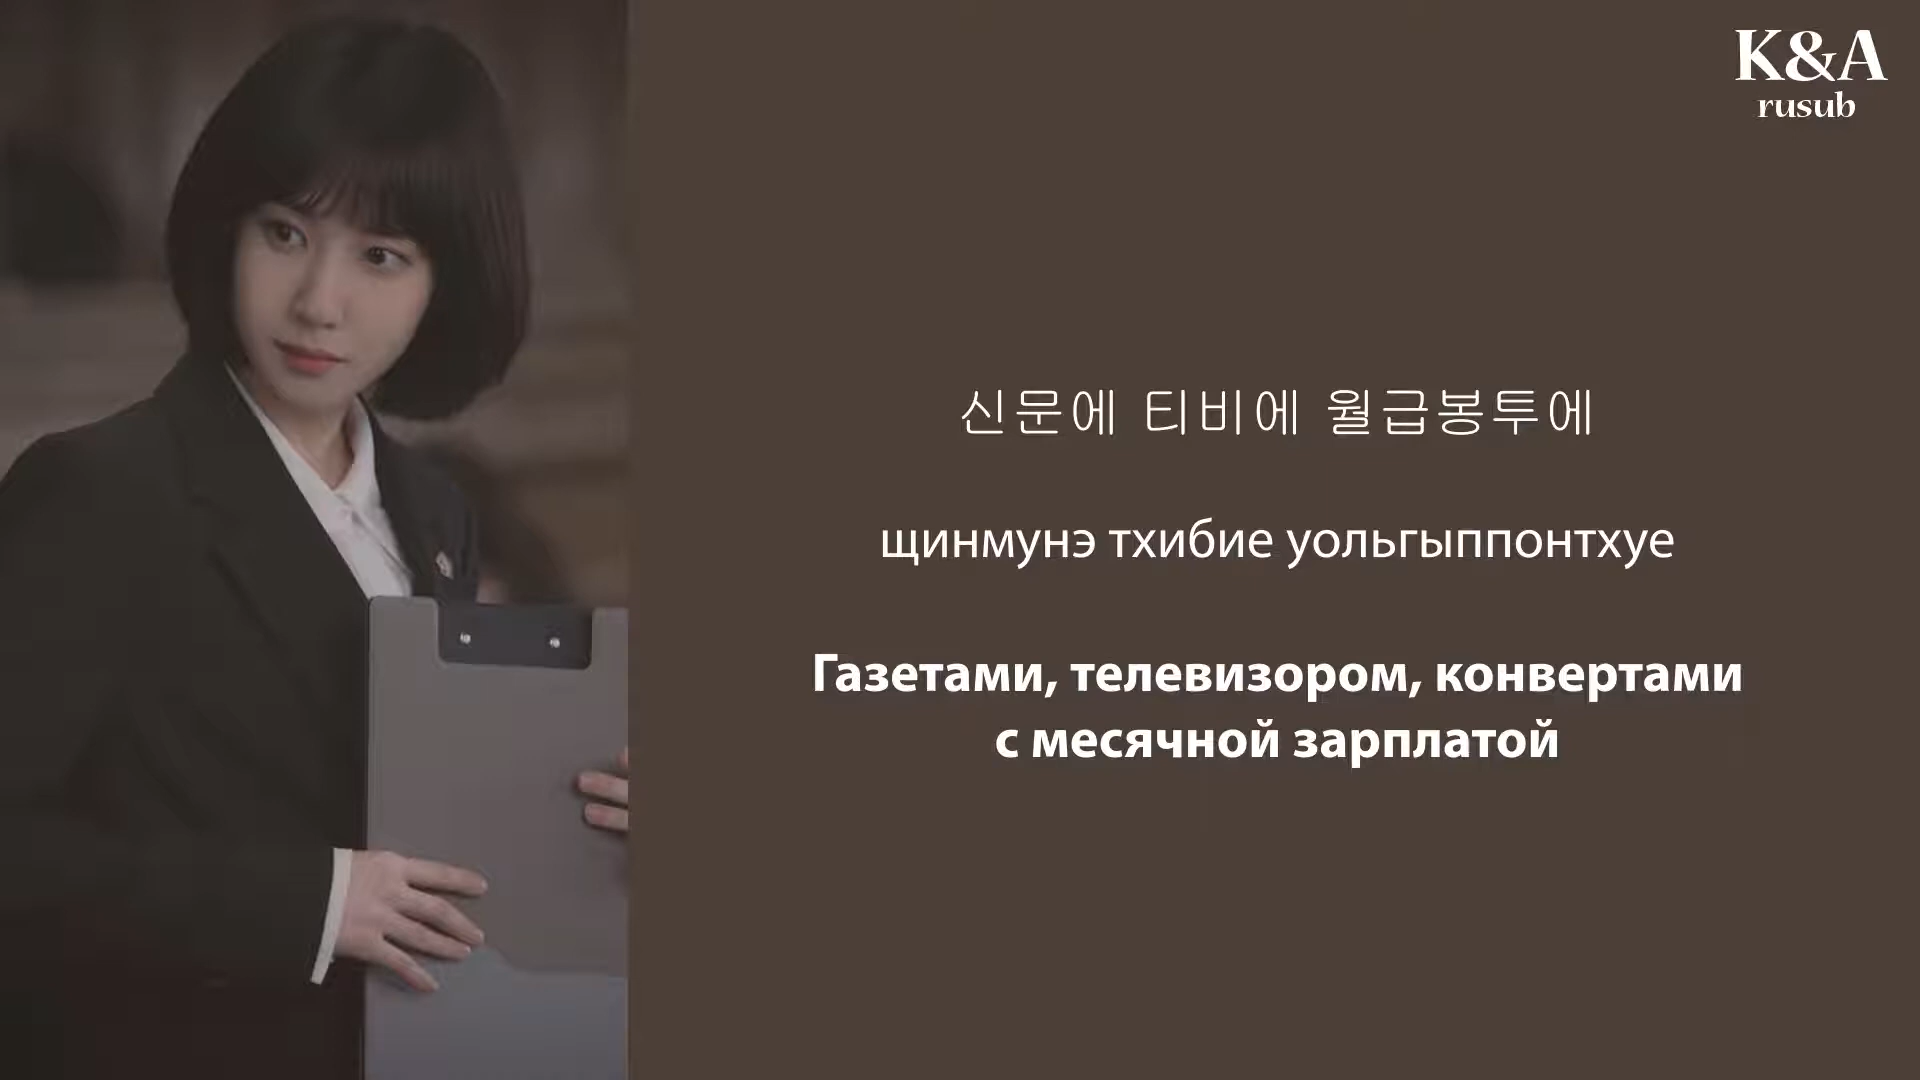 K&A
rusub
신문에 티비에 월급봉투에
щинмунэ тхибие уольгыппонтхуе
Газетами, телевизором, конвертами
с месячной зарплатой